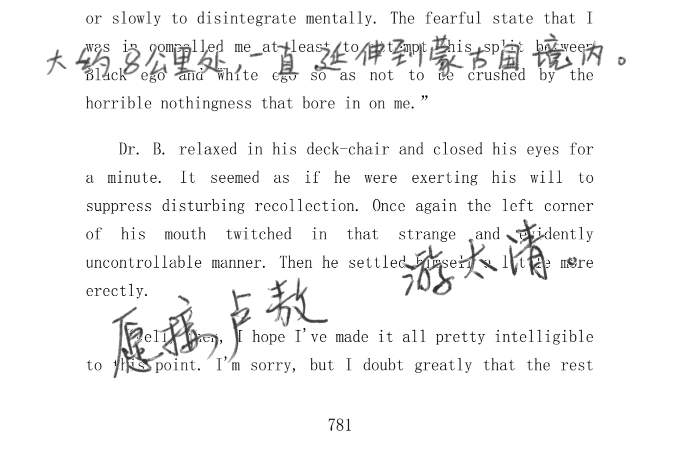 or slowly to disintegrate mentally. The fearful state that I
was in compelled me at least to attempt this split between
大约8公里处,一直延伸到蒙古国境内。
Black ego and White ego so as not to be crushed by the
horrible nothingness that bore in on me.”
Dr. B. relaxed in his deck-chair and closed his eyes for
a minute. It seemed as if he were exerting his will to
suppress disturbing recollection. Once again the left corner
of his mouth twitched in that strange and evidently
uncontrollable manner. Then he settled himself a little more
游太清。
erectly.
愿接卢敖
“Well, then, I hope I've made it all pretty intelligible
to this point. I'm sorry, but I doubt greatly that the rest
781